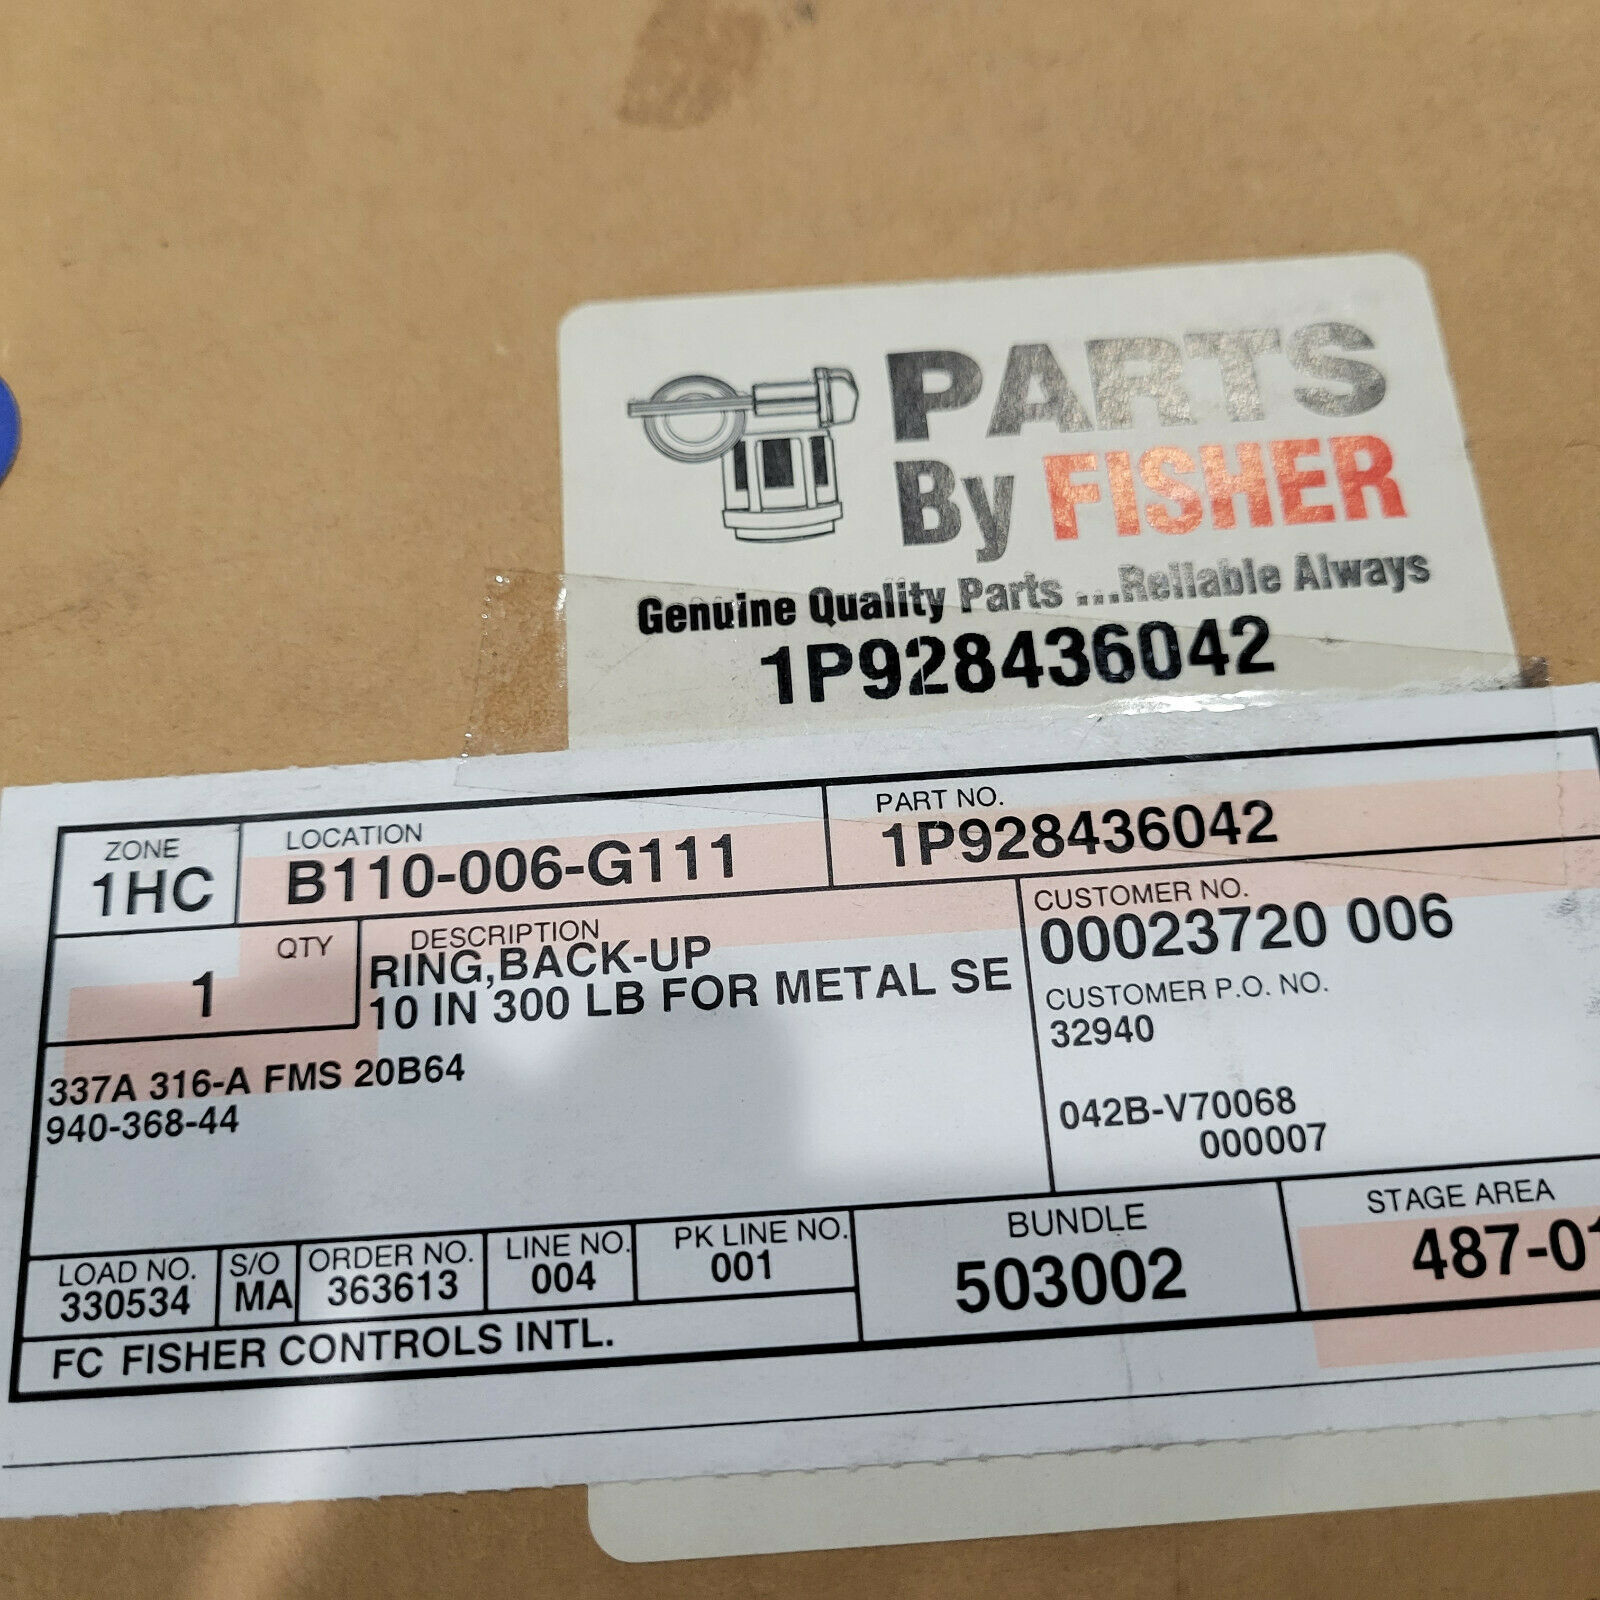 PARTS
By FISHER
Genuine Quality Parts ...Reliable Always
1P928436042
ZONE
1HC
LOCATION
B110-006-G111
PART NO.
1P928436042
QTY
1
DESCRIPTION
RING,BACK-UP
10 IN 300 LB FOR METAL SE
CUSTOMER NO.
00023720 006
CUSTOMER P.O. NO.
32940
042B-V70068
000007
337A 316-A FMS 20B64
940-368-44
LOAD NO.
330534
S/O
MA
ORDER NO.
363613
LINE NO.
004
PK LINE NO.
001
BUNDLE
503002
STAGE AREA
487-01
FC FISHER CONTROLS INTL.